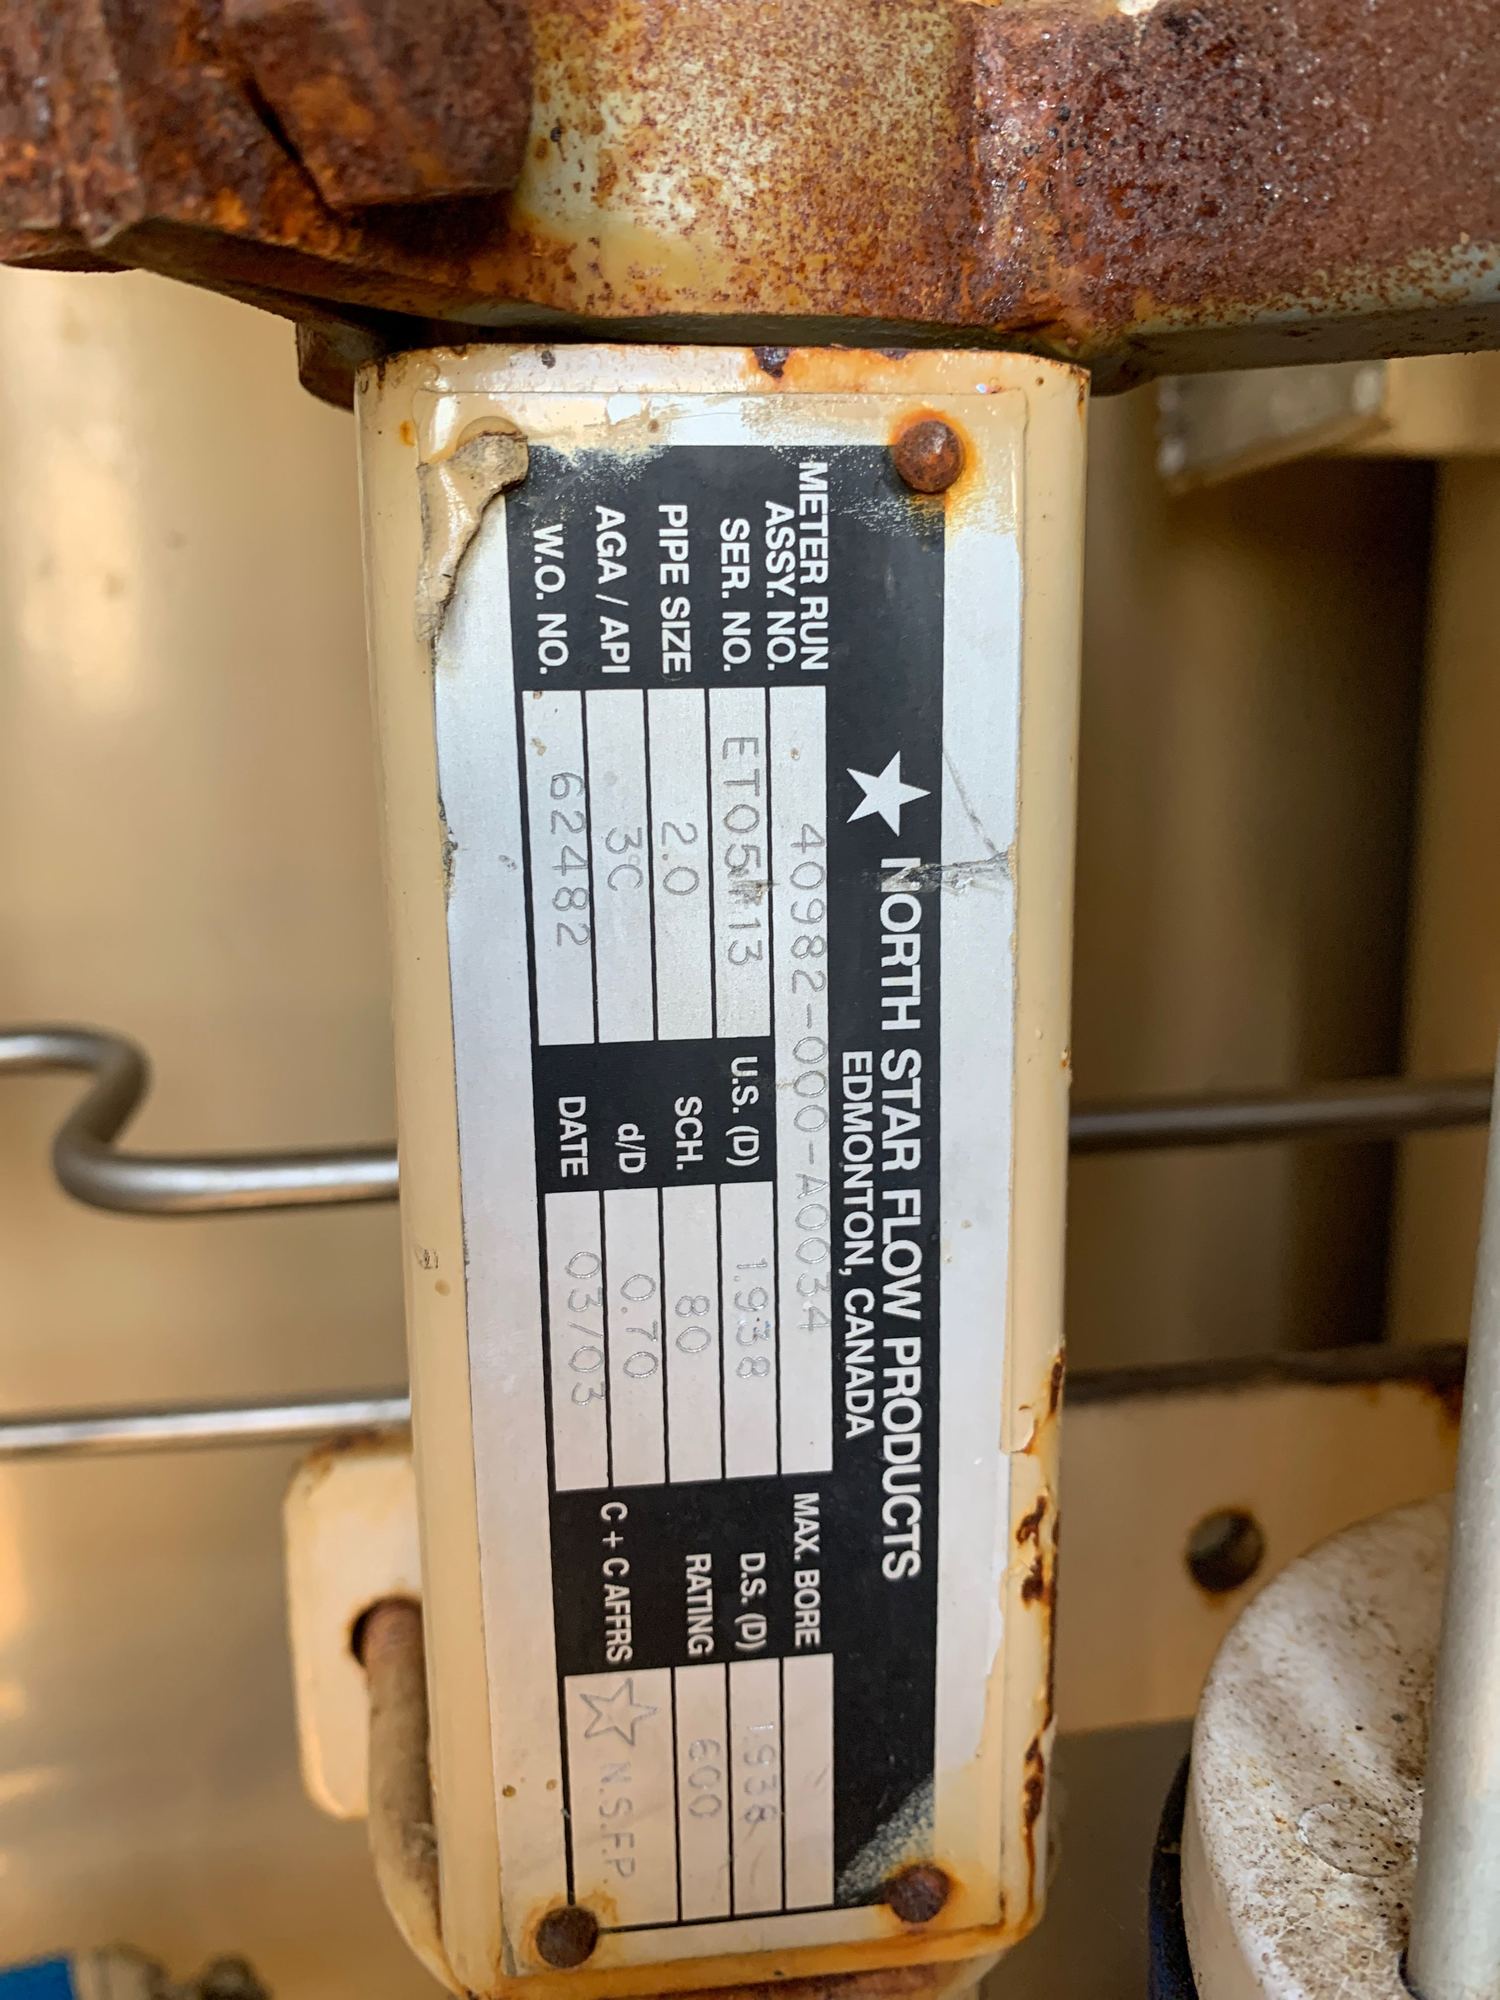 NORTH STAR FLOW PRODUCTS
EDMONTON, CANADA
METER RUN
ASSY. NO. 40982-000-A0034 MAX. BORE
SER. NO. U.S. (D) 1.938 D.S. (D) 1.938
PIPE SIZE 2.0 SCH. 80 RATING 600
AGA / API 3C d/D 0.70 C + C AFFRS N.S.F.P.
W.O. NO. 62482 DATE 03/03